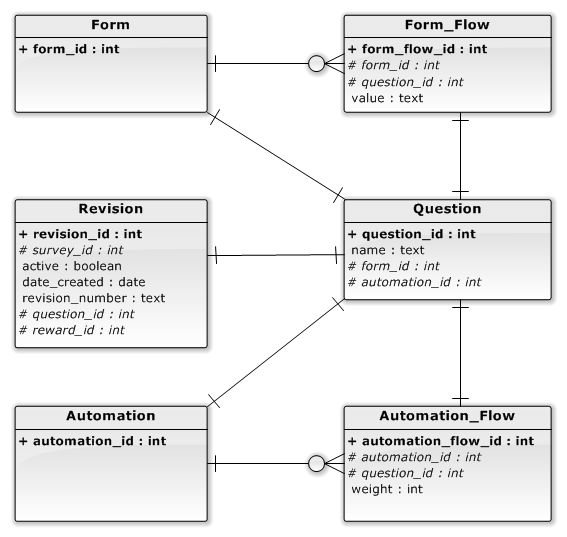 Form
+ form_id : int
Form_Flow
+ form_flow_id : int
# form_id : int
# question_id : int
value : text
Revision
+ revision_id : int
# survey_id : int
active : boolean
date_created : date
revision_number : text
# question_id : int
# reward_id : int
Question
+ question_id : int
name : text
# form_id : int
# automation_id : int
Automation
+ automation_id : int
Automation_Flow
+ automation_flow_id : int
# automation_id : int
# question_id : int
weight : int